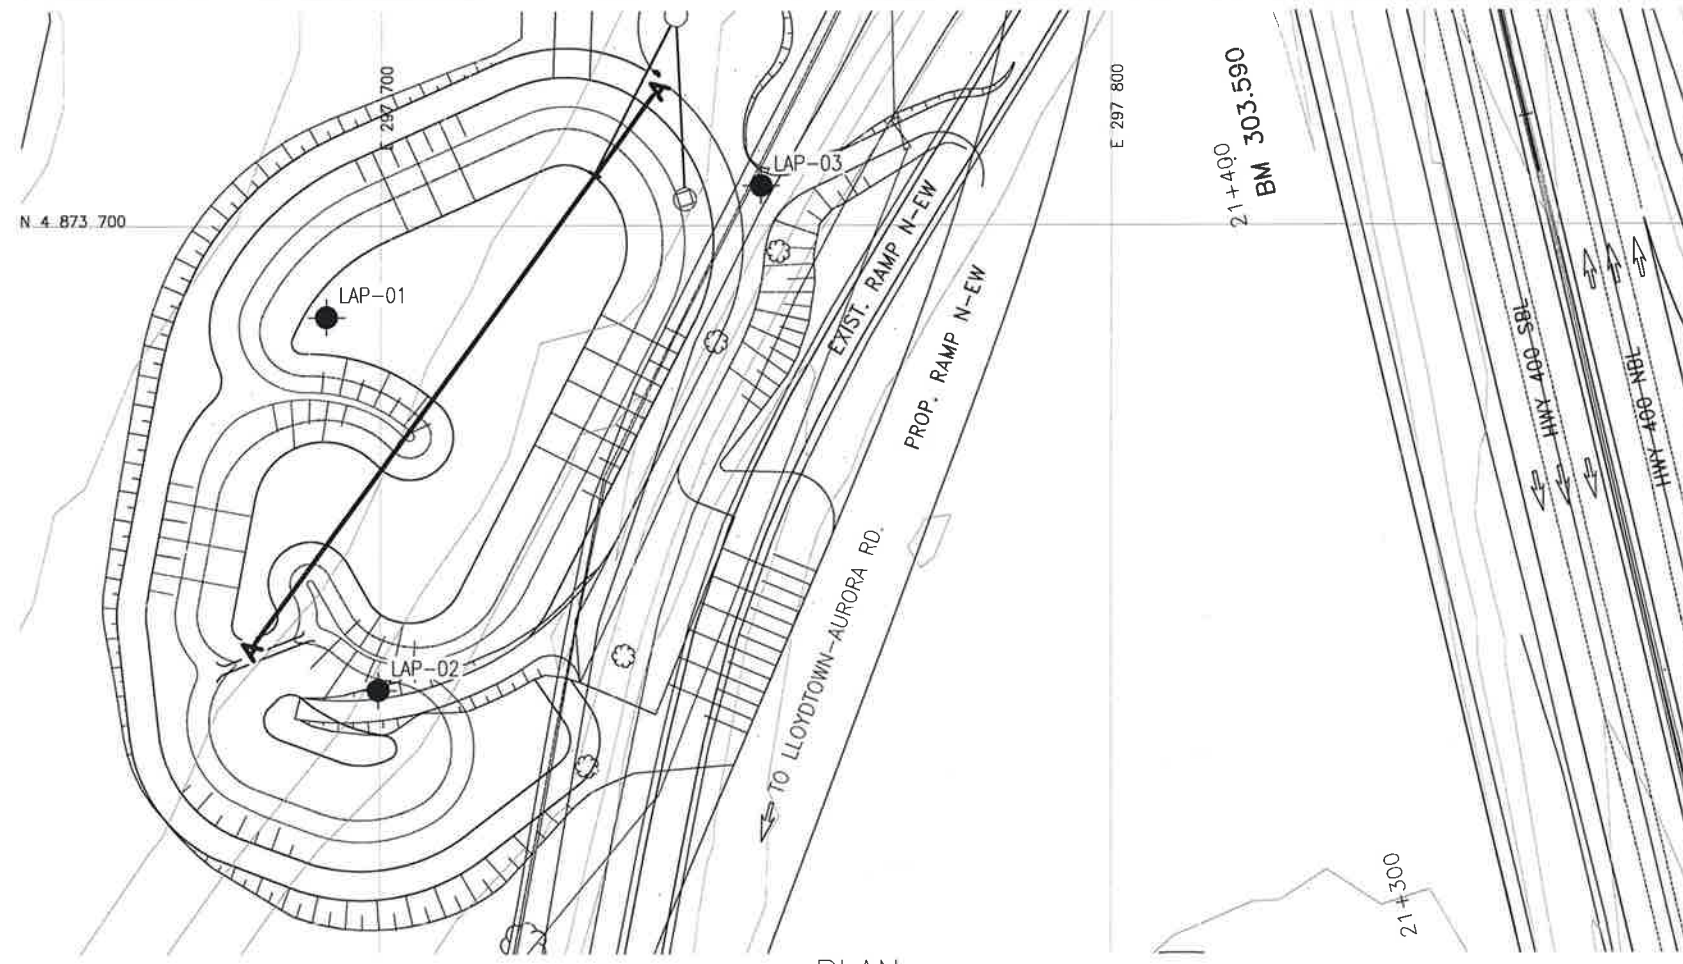 E 297 700
A'
E 297 800
21+400
BM 303.590
LAP-03
N 4 873 700
LAP-01
EXIST. RAMP N-EW
PROP. RAMP N-EW
HWY 400 SBL
HWY 400 NBL
TO LLOYDTOWN-AURORA RD.
A
LAP-02
21+300
PLAN